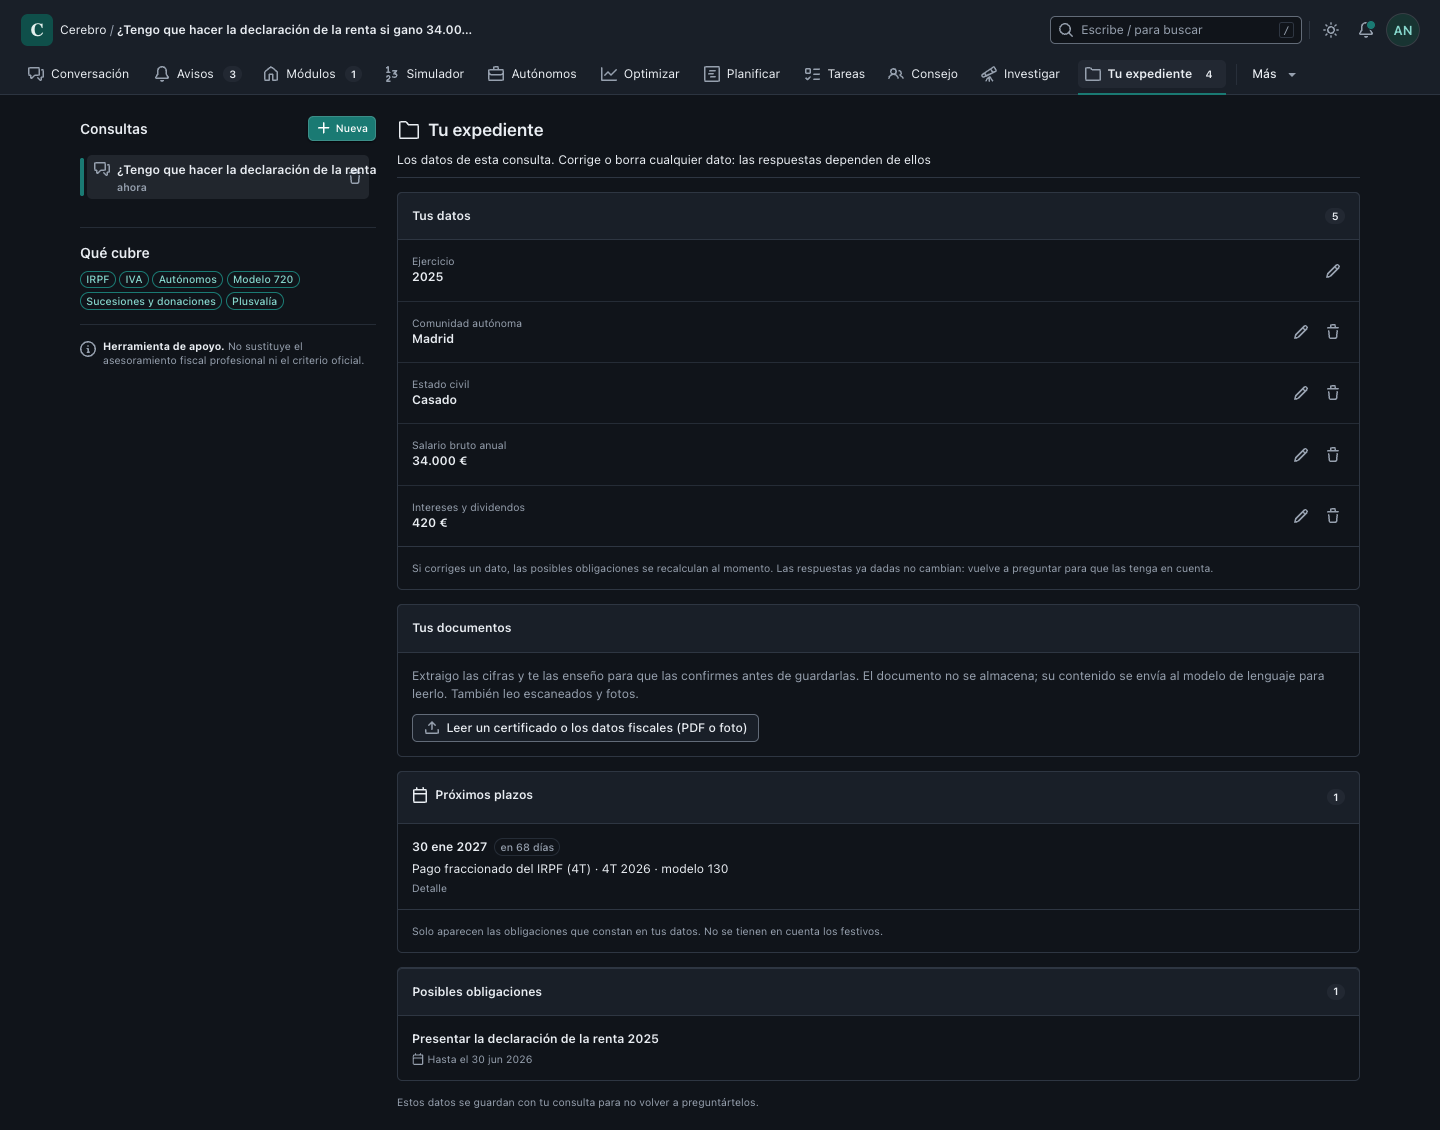 C
Cerebro / ¿Tengo que hacer la declaración de la renta si gano 34.00...
Escribe / para buscar
/
AN
Conversación
Avisos 3
Módulos 1
Simulador
Autónomos
Optimizar
Planificar
Tareas
Consejo
Investigar
Tu expediente 4
Más
Consultas
Nueva
¿Tengo que hacer la declaración de la renta
ahora
Qué cubre
IRPF
IVA
Autónomos
Modelo 720
Sucesiones y donaciones
Plusvalía
Herramienta de apoyo. No sustituye el
asesoramiento fiscal profesional ni el criterio oficial.
Tu expediente
Los datos de esta consulta. Corrige o borra cualquier dato: las respuestas dependen de ellos
Tus datos
5
Ejercicio
2025
Comunidad autónoma
Madrid
Estado civil
Casado
Salario bruto anual
34.000 €
Intereses y dividendos
420 €
Si corriges un dato, las posibles obligaciones se recalculan al momento. Las respuestas ya dadas no cambian: vuelve a preguntar para que las tenga en cuenta.
Tus documentos
Extraigo las cifras y te las enseño para que las confirmes antes de guardarlas. El documento no se almacena; su contenido se envía al modelo de lenguaje para
leerlo. También leo escaneados y fotos.
Leer un certificado o los datos fiscales (PDF o foto)
Próximos plazos
1
30 ene 2027 en 68 días
Pago fraccionado del IRPF (4T) · 4T 2026 · modelo 130
Detalle
Solo aparecen las obligaciones que constan en tus datos. No se tienen en cuenta los festivos.
Posibles obligaciones
1
Presentar la declaración de la renta 2025
Hasta el 30 jun 2026
Estos datos se guardan con tu consulta para no volver a preguntártelos.